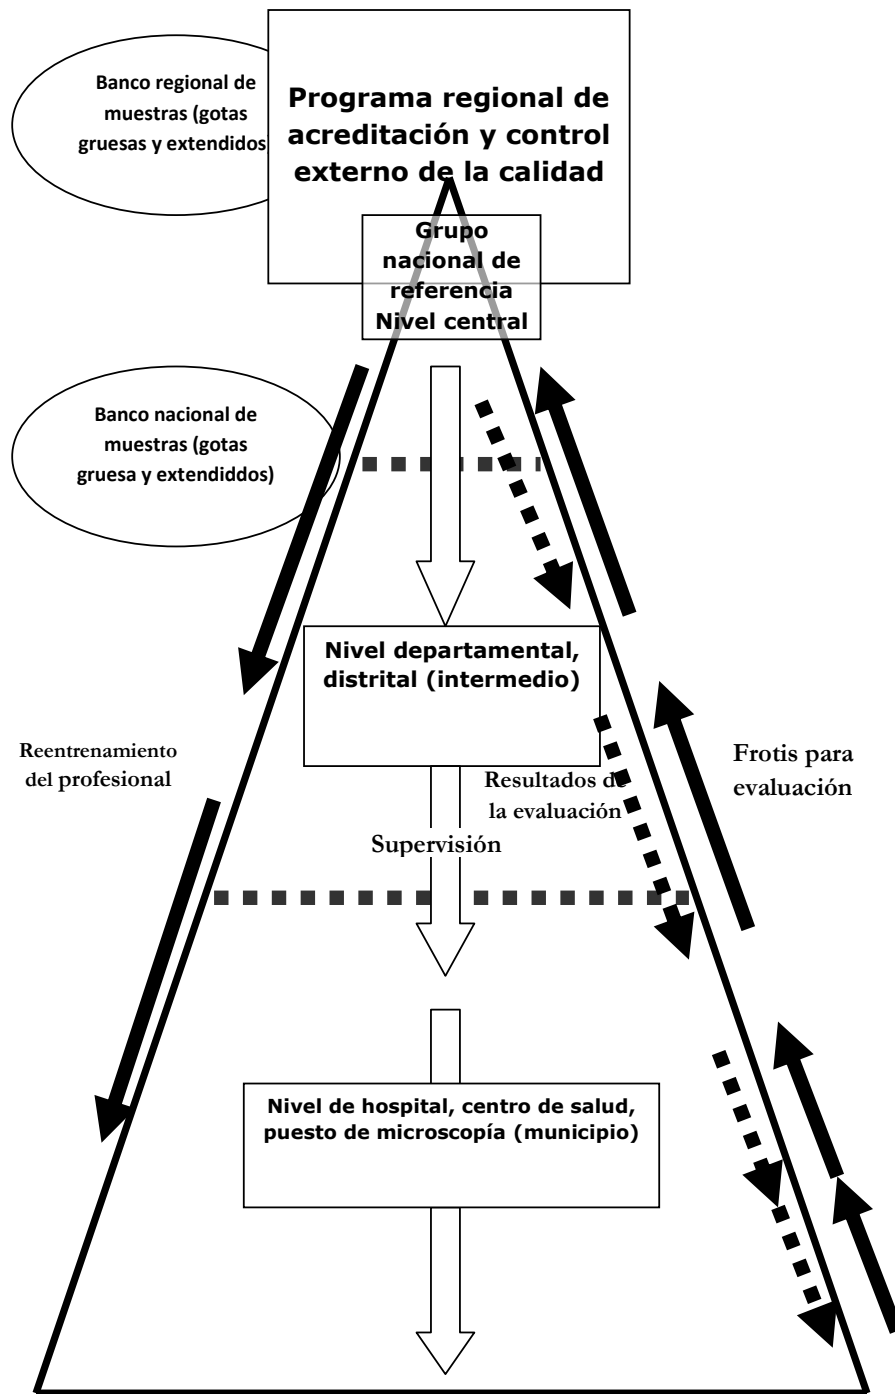 Banco regional de
muestras (gotas
gruesas y extendidos
Programa regional de
acreditación y control
externo de la calidad
Grupo
nacional de
referencia
Nivel central
Banco nacional de
muestras (gotas
gruesa y extendiddos)
Nivel departamental,
distrital (intermedio)
Reentrenamiento
del profesional
Resultados de
la evaluación
Frotis para
evaluación
Supervisión
Nivel de hospital, centro de salud,
puesto de microscopía (municipio)